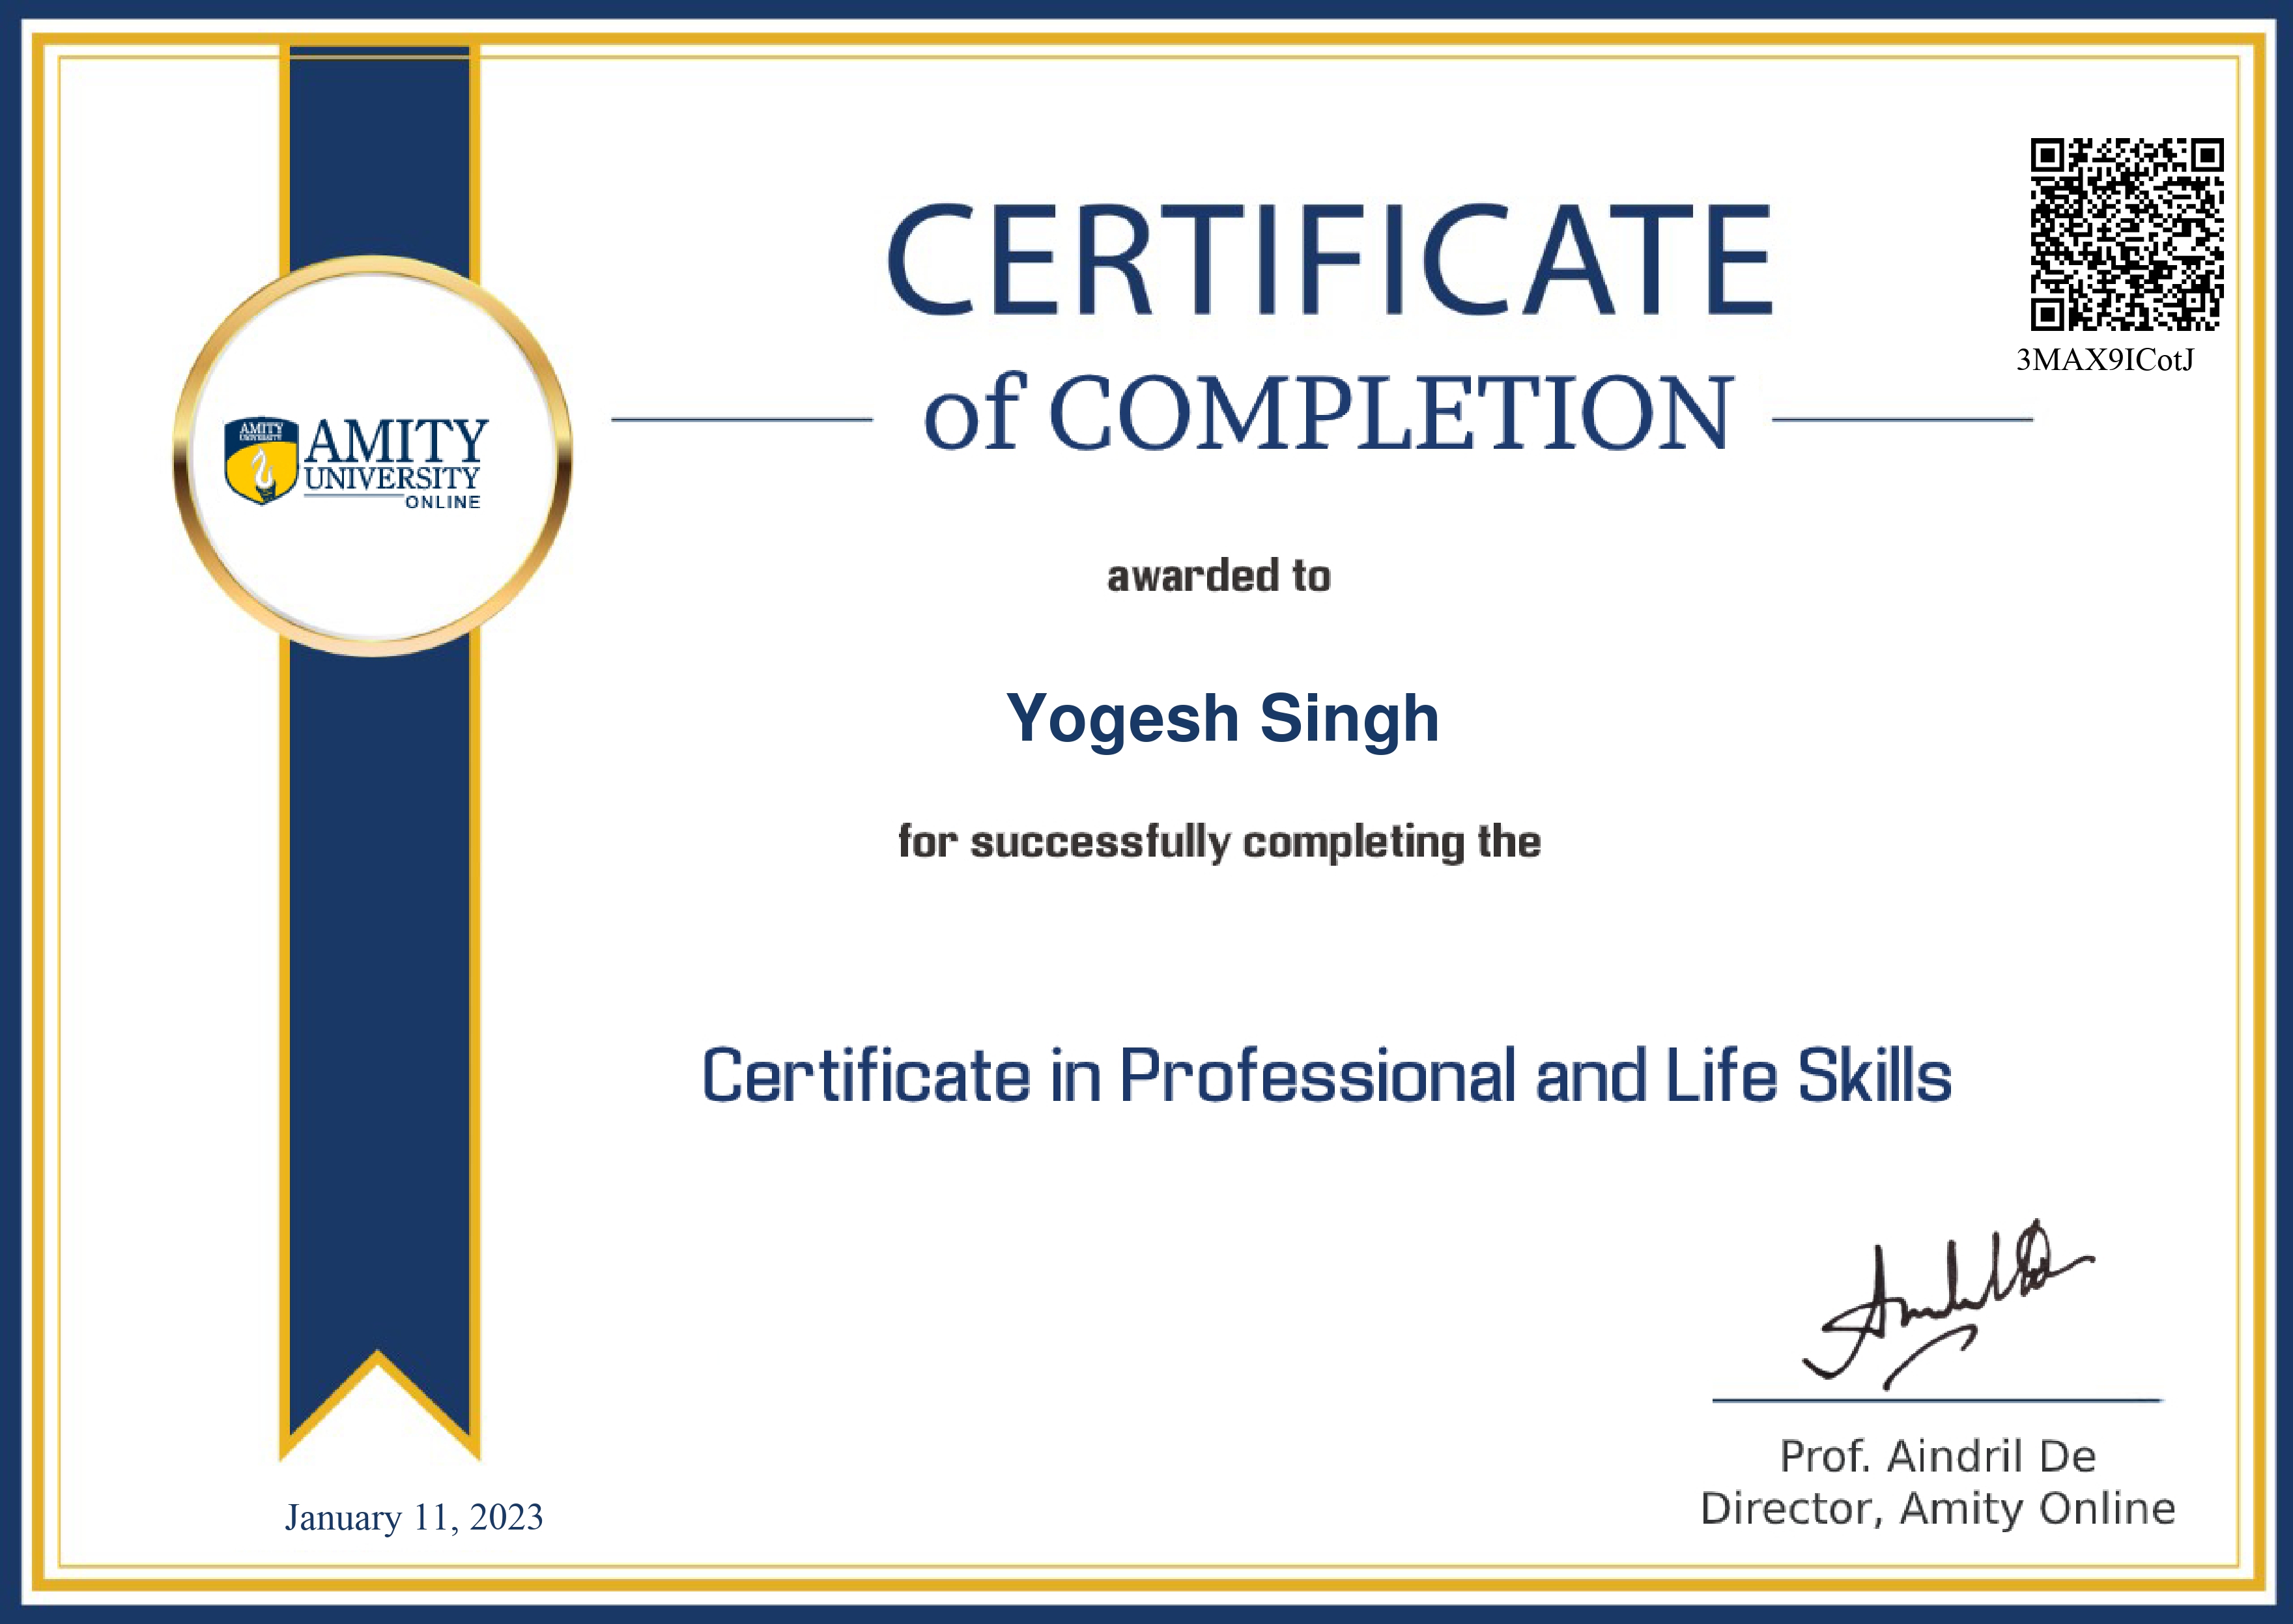 CERTIFICATE
3MAX9ICotJ
of COMPLETION
AMITY
UNIVERSITY
AMITY
UNIVERSITY
ONLINE
awarded to
Yogesh Singh
for successfully completing the
Certificate in Professional and Life Skills
Prof. Aindril De
Director, Amity Online
January 11, 2023